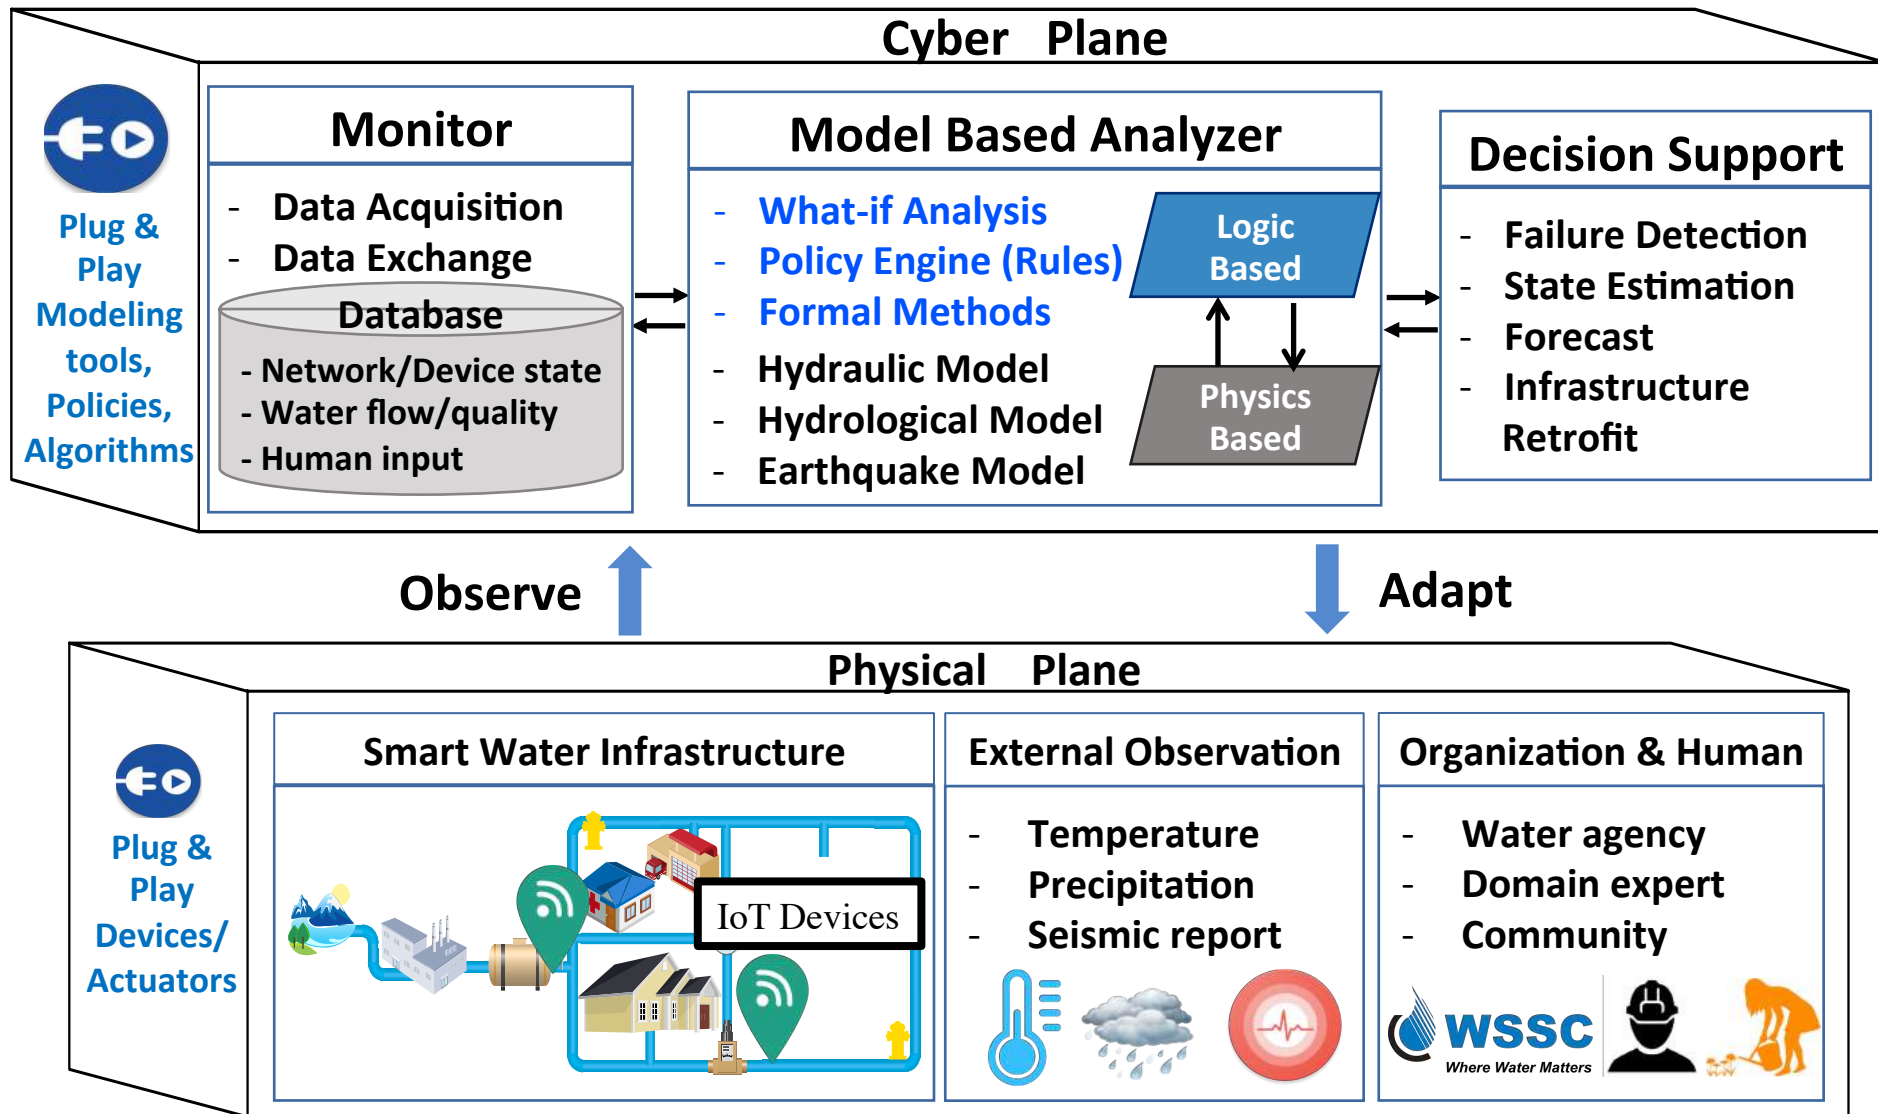 Cyber Plane
Plug &
Play
Modeling
tools,
Policies,
Algorithms
Monitor
- Data Acquisition
- Data Exchange
Database
- Network/Device state
- Water flow/quality
- Human input
Model Based Analyzer
- What-if Analysis
- Policy Engine (Rules)
- Formal Methods
- Hydraulic Model
- Hydrological Model
- Earthquake Model
Logic
Based
Physics
Based
Decision Support
- Failure Detection
- State Estimation
- Forecast
- Infrastructure
Retrofit
Observe
Adapt
Physical Plane
Plug &
Play
Devices/
Actuators
Smart Water Infrastructure
IoT Devices
External Observation
- Temperature
- Precipitation
- Seismic report
Organization & Human
- Water agency
- Domain expert
- Community
WSSC
Where Water Matters